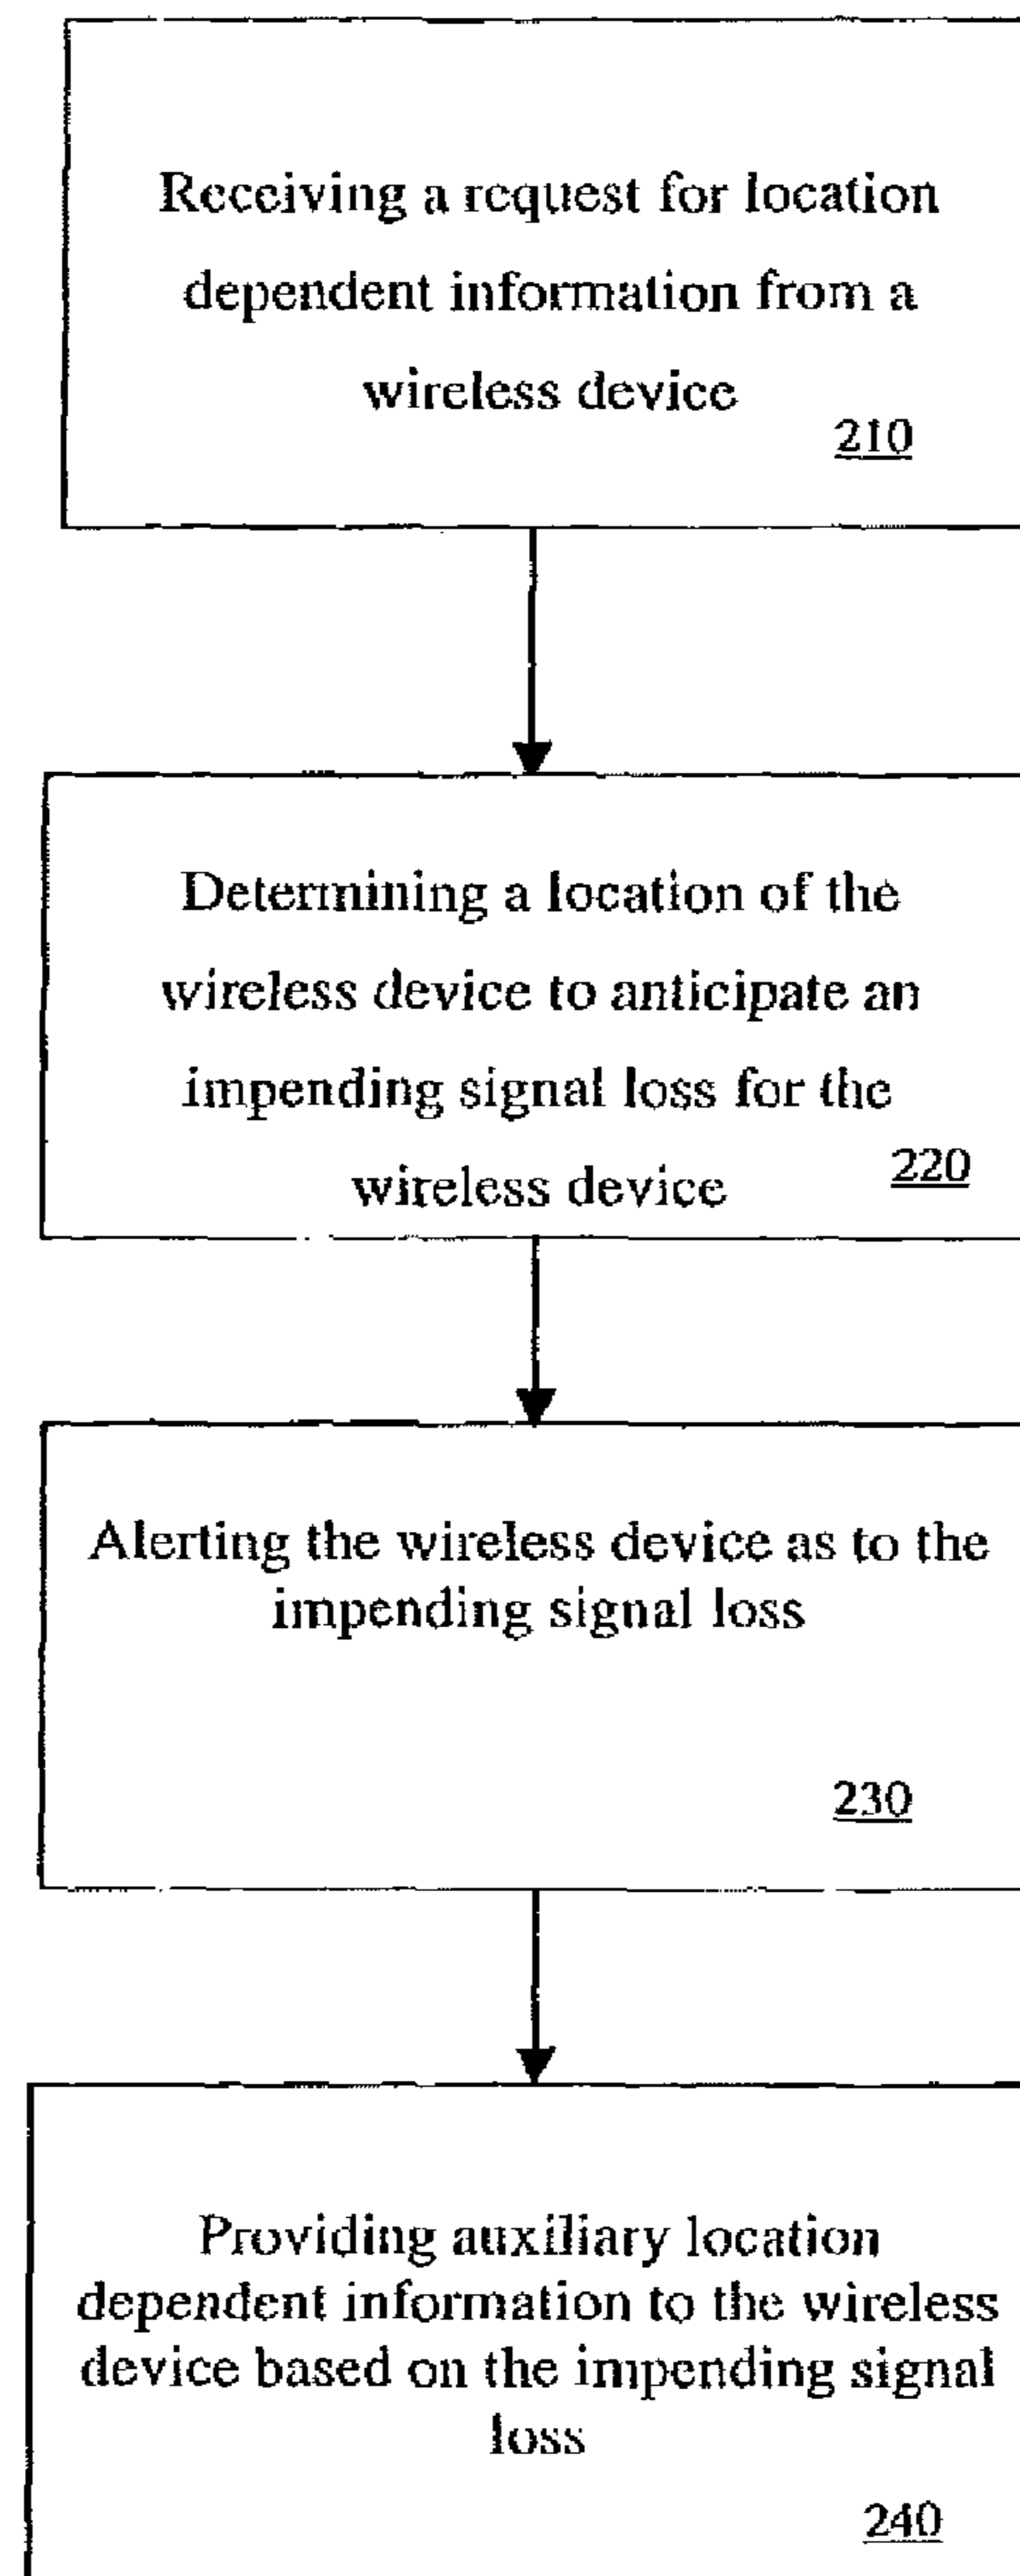 Receiving a request for location
dependent information from a
wireless device
210
Determining a location of the
wireless device to anticipate an
impending signal loss for the
wireless device
220
Alerting the wireless device as to the
impending signal loss
230
Providing auxiliary location
dependent information to the wireless
device based on the impending signal
loss
240